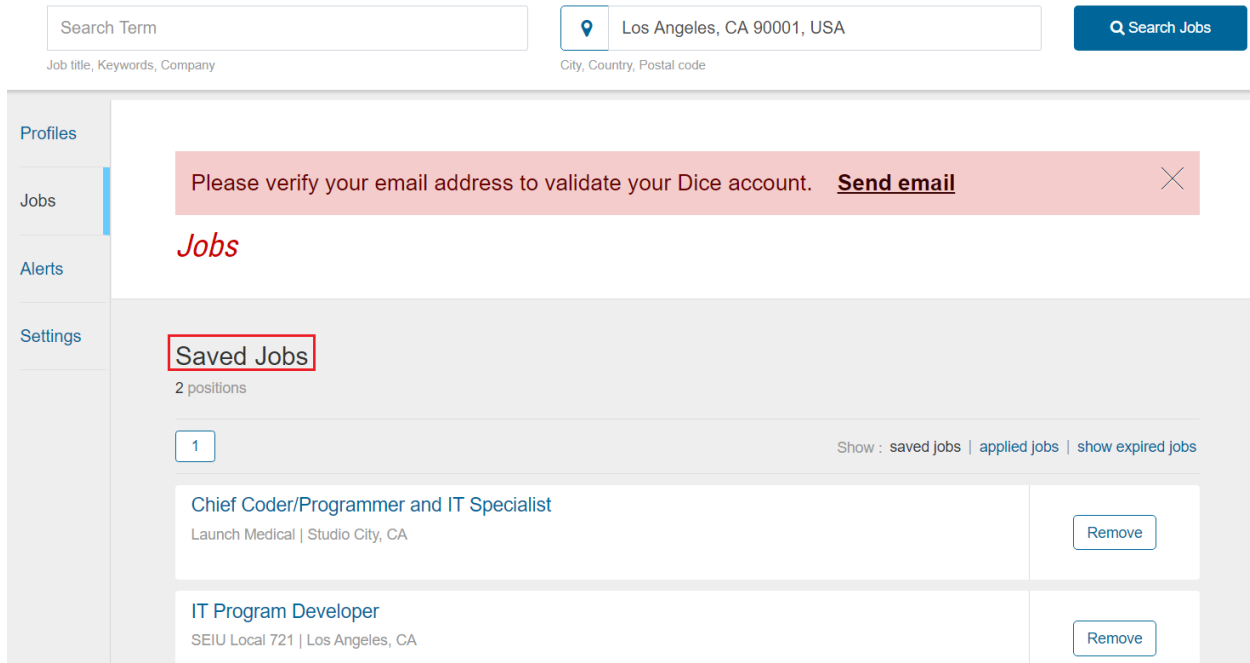 Search Term
Los Angeles, CA 90001, USA
Search Jobs
Job title, Keywords, Company
City, Country, Postal code
Profiles
Jobs
Alerts
Settings
Please verify your email address to validate your Dice account. Send email
Jobs
Saved Jobs
2 positions
1
Show : saved jobs | applied jobs | show expired jobs
Chief Coder/Programmer and IT Specialist
Launch Medical | Studio City, CA
Remove
IT Program Developer
SEIU Local 721 | Los Angeles, CA
Remove